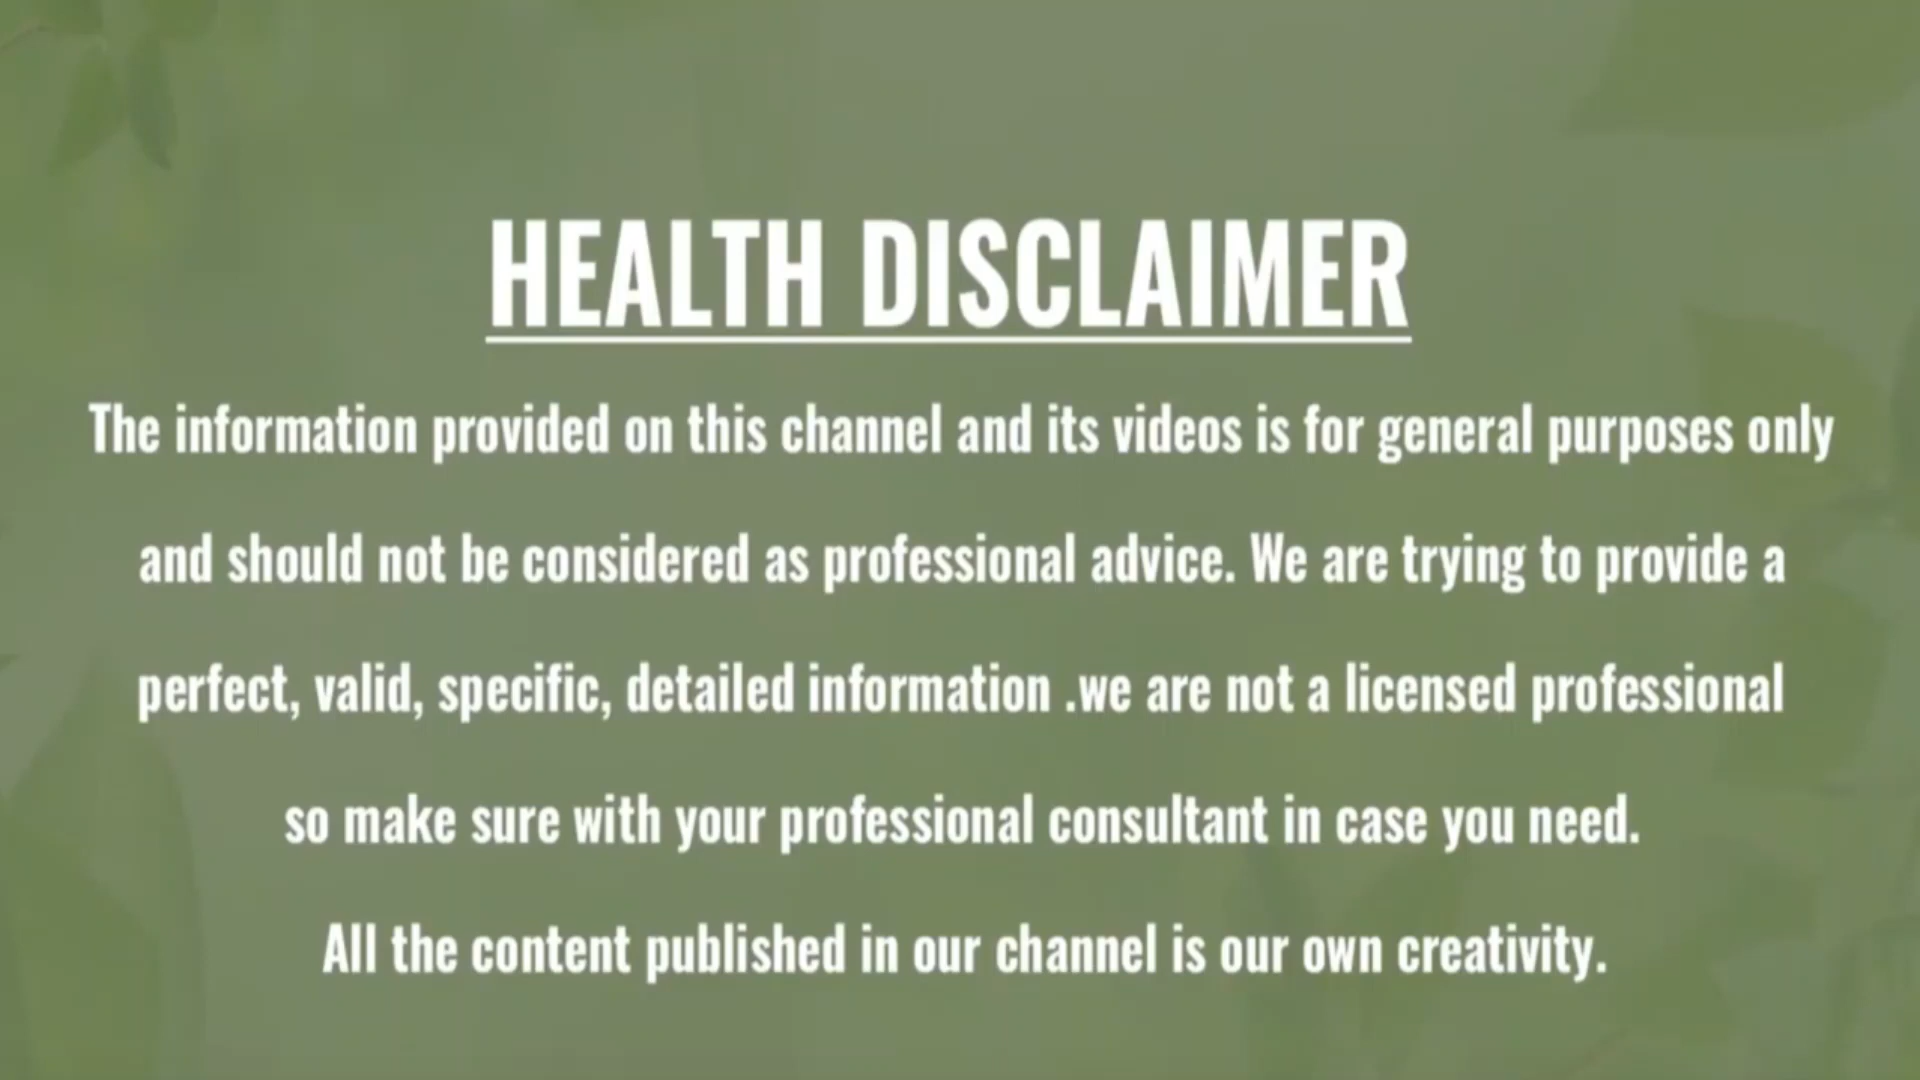 HEALTH DISCLAIMER
The information provided on this channel and its videos is for general purposes only
and should not be considered as professional advice. We are trying to provide a
perfect, valid, specific, detailed information .we are not a licensed professional
so make sure with your professional consultant in case you need.
All the content published in our channel is our own creativity.